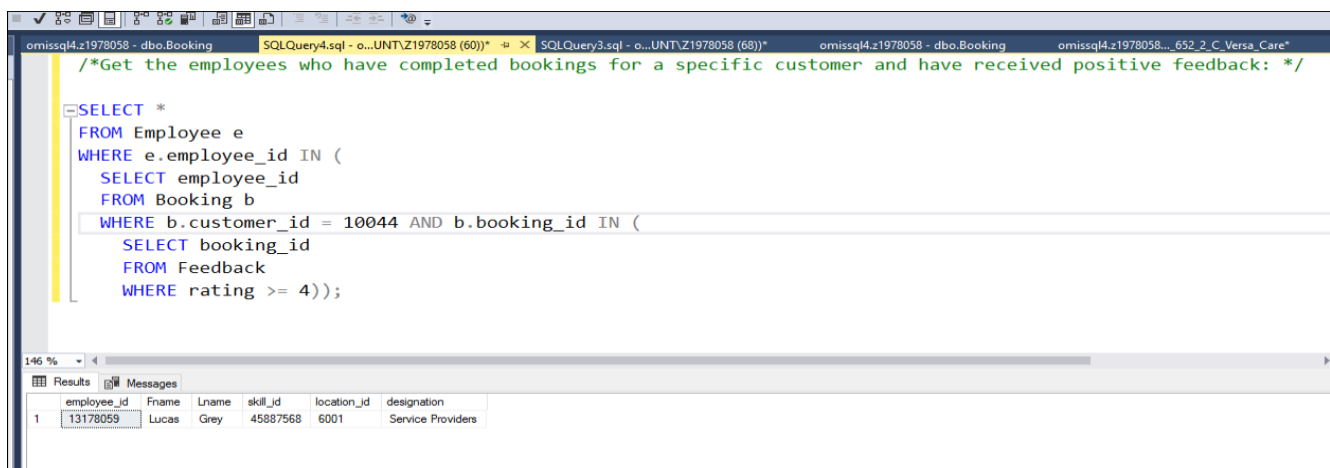 omissql4.z1978058 - dbo.Booking SQLQuery4.sql - o...UNT\Z1978058 (60))* SQLQuery3.sql - o...UNT\Z1978058 (68))* omissql4.z1978058 - dbo.Booking omissql4.z1978058..._652_2_C_Versa_Care*
/*Get the employees who have completed bookings for a specific customer and have received positive feedback: */
SELECT *
FROM Employee e
WHERE e.employee_id IN (
SELECT employee_id
FROM Booking b
WHERE b.customer_id = 10044 AND b.booking_id IN (
SELECT booking_id
FROM Feedback
WHERE rating >= 4));
146 %
Results Messages
employee_id Fname Lname skill_id location_id designation
1 13178059 Lucas Grey 45887568 6001 Service Providers